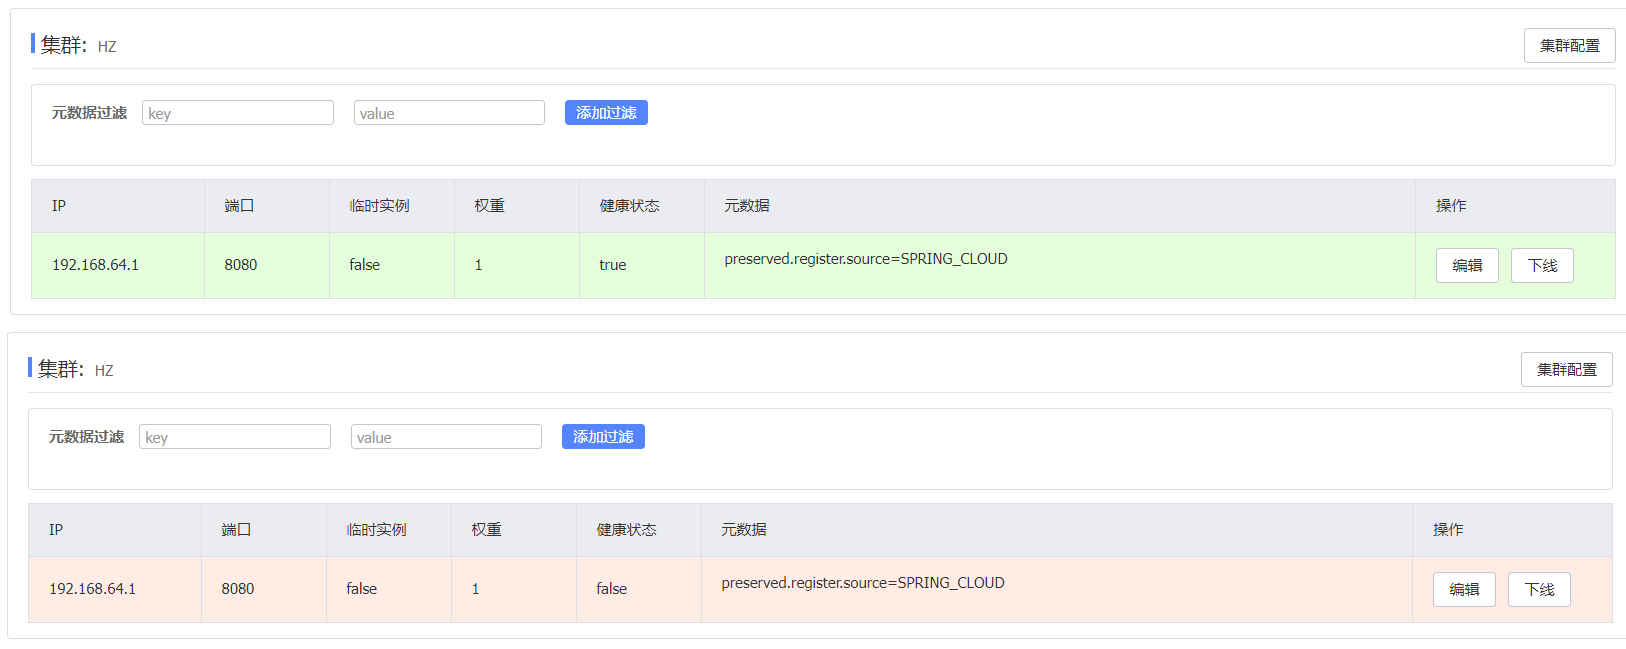 集群: HZ 集群配置
元数据过滤 key value 添加过滤
IP 端口 临时实例 权重 健康状态 元数据 操作
192.168.64.1 8080 false 1 true preserved.register.source=SPRING_CLOUD 编辑 下线
集群: HZ 集群配置
元数据过滤 key value 添加过滤
IP 端口 临时实例 权重 健康状态 元数据 操作
192.168.64.1 8080 false 1 false preserved.register.source=SPRING_CLOUD 编辑 下线